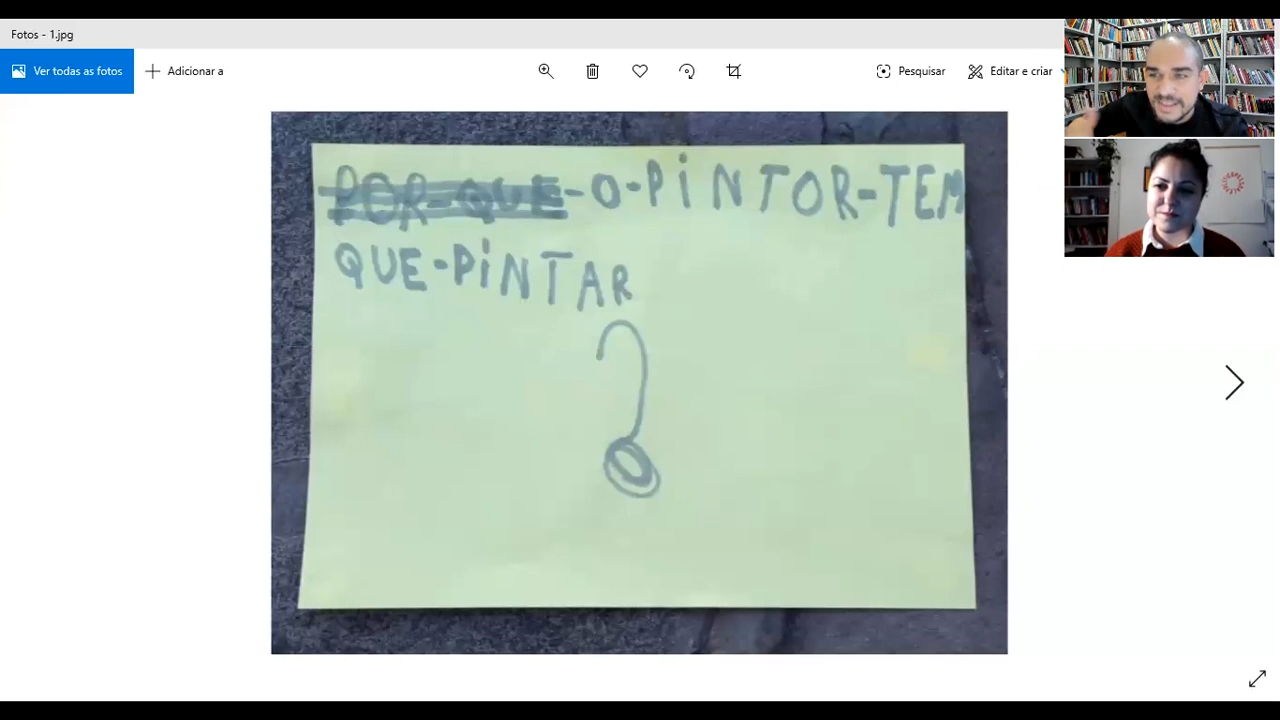 Fotos - 1.jpg
Ver todas as fotos
Adicionar a
Pesquisar
Editar e criar
POR-QUE-O-PiNTOR-TEM
QUE-PiNTAR
?